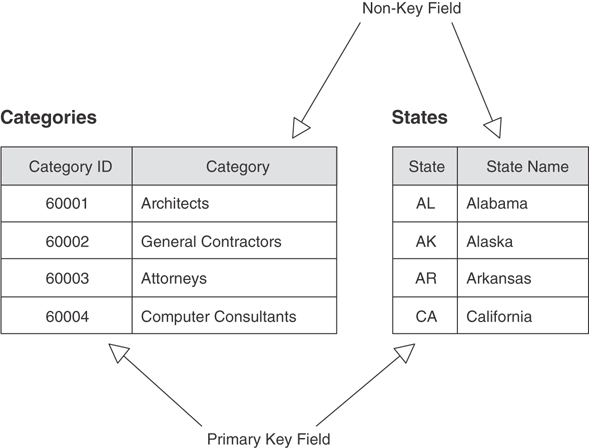 Non-Key Field
Categories
States
Category ID Category
State State Name
60001 Architects
AL Alabama
60002 General Contractors
AK Alaska
60003 Attorneys
AR Arkansas
60004 Computer Consultants
CA California
Primary Key Field